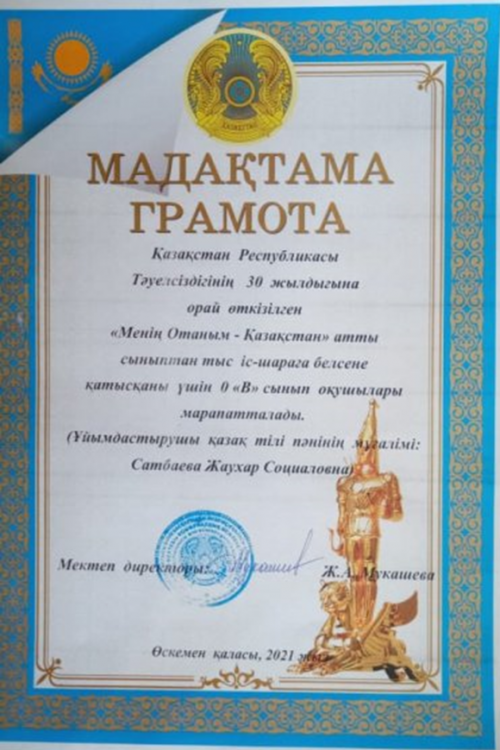 ҚАЗАҚСТАН
МАДАҚТАМА
ГРАМОТА
Қазақстан Республикасы
Тәуелсіздігінің 30 жылдығына
орай өткізілген
«Менің Отаным - Қазақстан» атты
сыныптан тыс іс-шараға белсене
қатысқаны үшін 0 «В» сынып оқушылары
марапатталады.
(Ұйымдастырушы қазақ тілі пәнінің мұғалімі:
Сатбаева Жаухар Социаловна)
Мектеп директоры: Ж.А. Мукашева
Өскемен қаласы, 2021 жыл